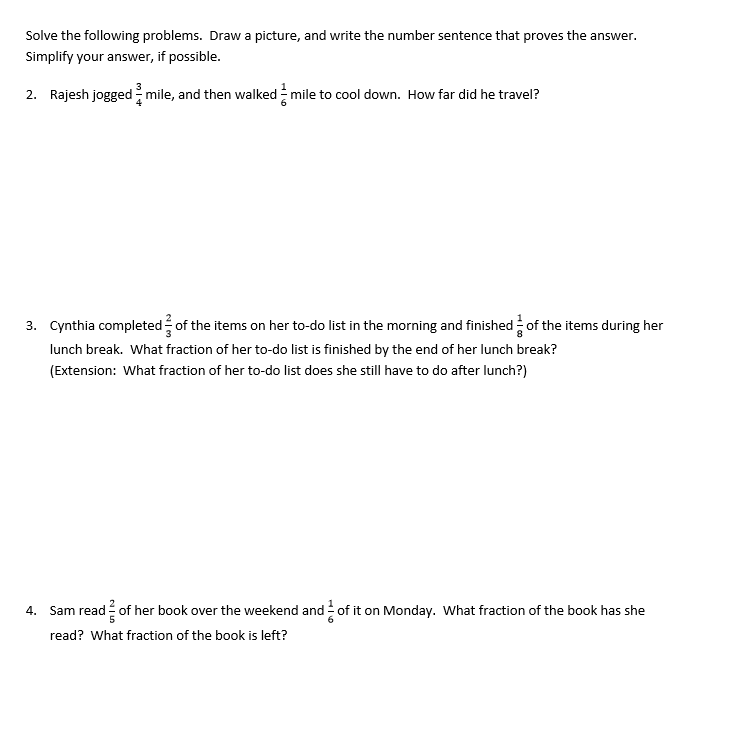 Solve the following problems.  Draw a picture, and write the number sentence that proves the answer.
Simplify your answer, if possible.
2.  Rajesh jogged 3/4 mile, and then walked 1/6 mile to cool down.  How far did he travel?
3.  Cynthia completed 2/3 of the items on her to-do list in the morning and finished 1/8 of the items during her
lunch break.  What fraction of her to-do list is finished by the end of her lunch break?
(Extension:  What fraction of her to-do list does she still have to do after lunch?)
4.  Sam read 2/5 of her book over the weekend and 1/6 of it on Monday.  What fraction of the book has she
read?  What fraction of the book is left?